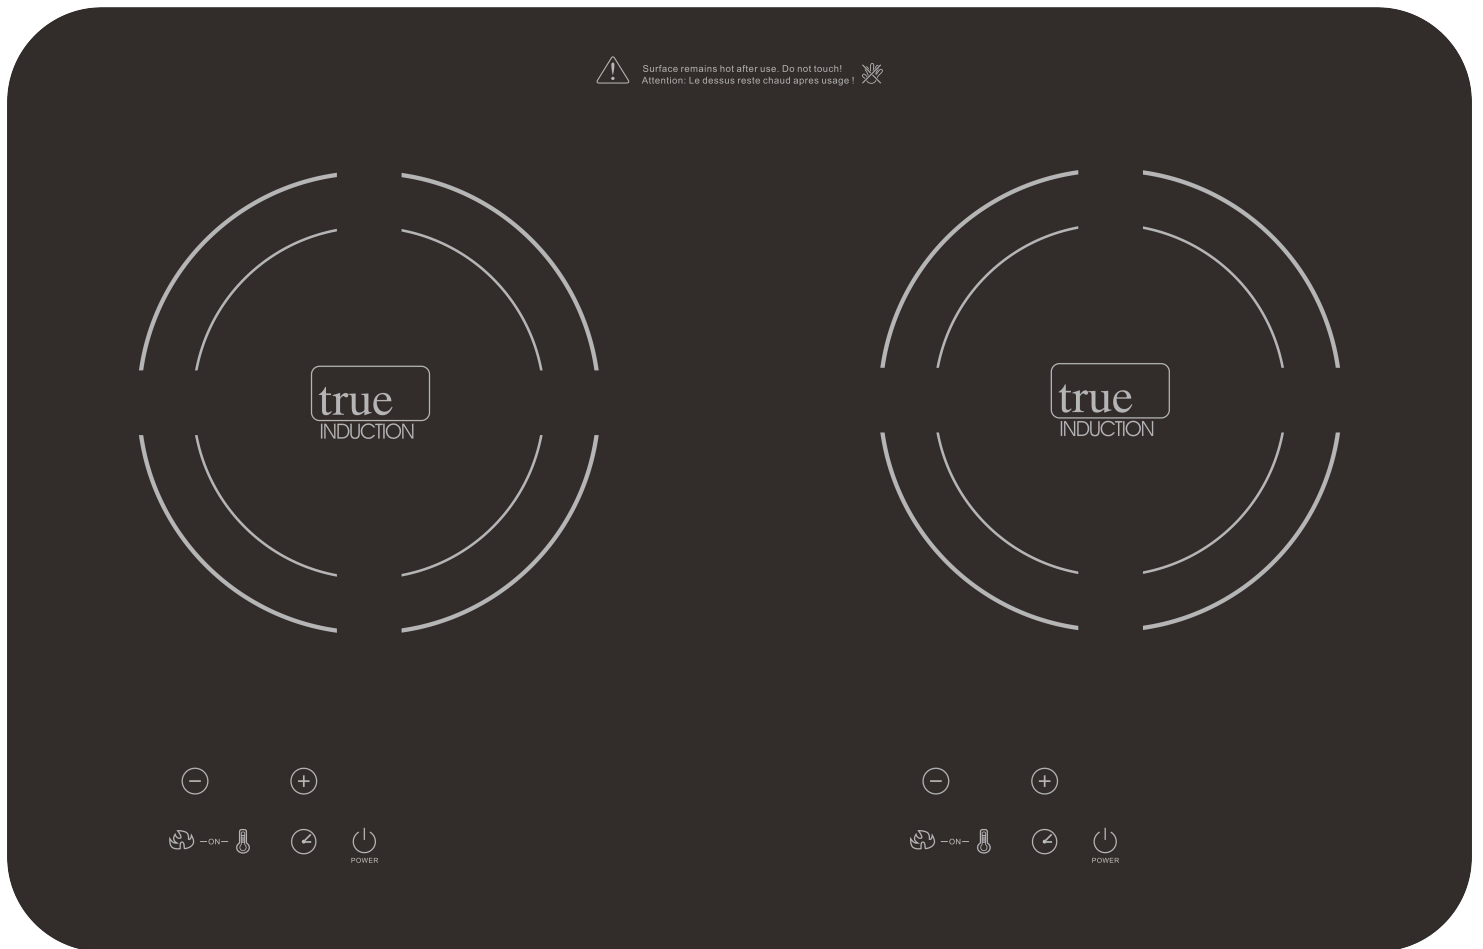 Surface remains hot after use. Do not touch!
Attention: Le dessus reste chaud apres usage !
true
INDUCTION
true
INDUCTION
-ON-
POWER
-ON-
POWER